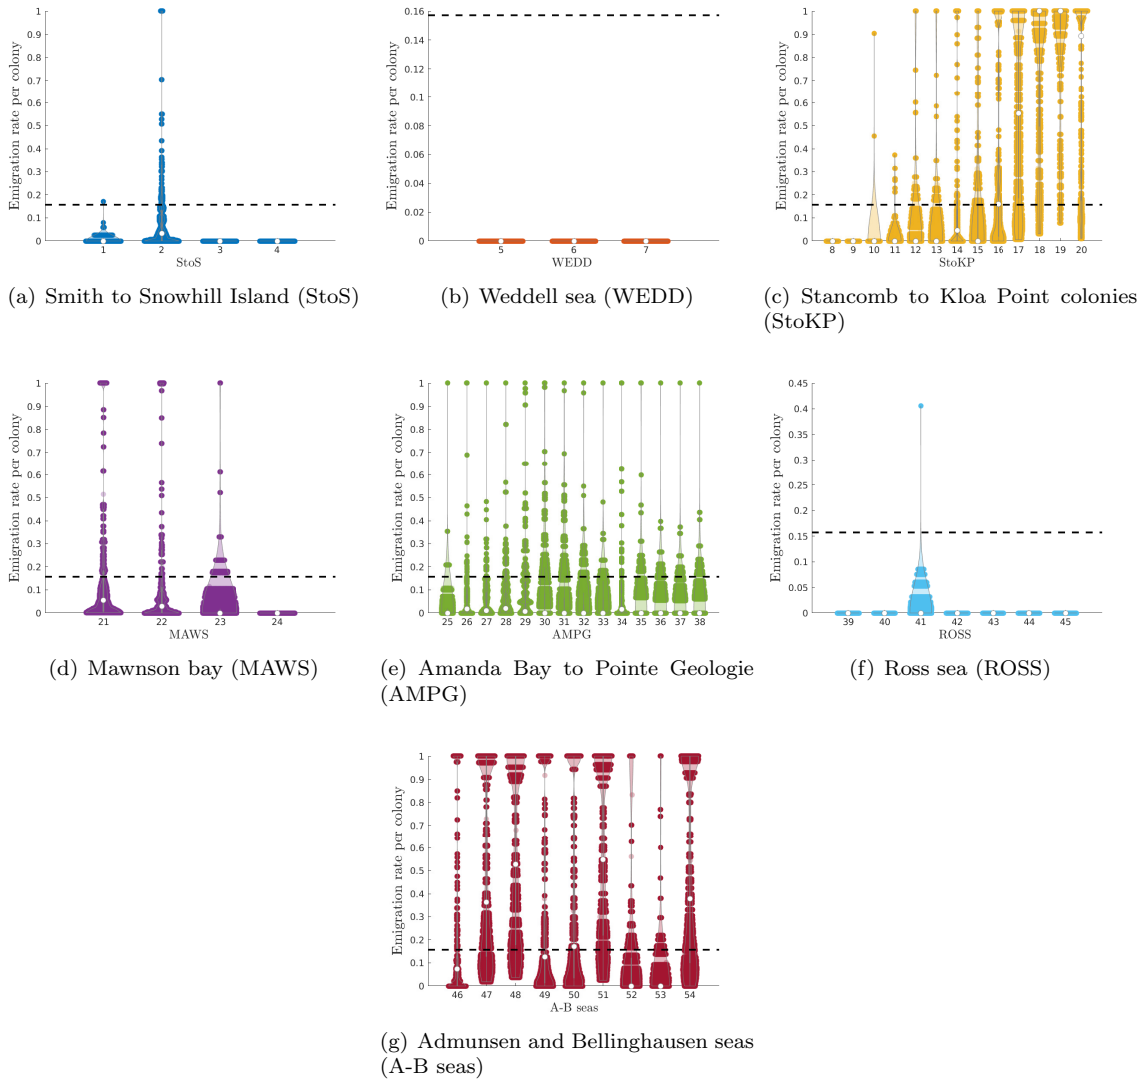 Emigration rate per colony
1
0.9
0.8
0.7
0.6
0.5
0.4
0.3
0.2
0.1
0
1 2 3 4
StoS
(a) Smith to Snowhill Island (StoS)
Emigration rate per colony
0.16
0.14
0.12
0.1
0.08
0.06
0.04
0.02
0
5 6 7
WEDD
(b) Weddell sea (WEDD)
Emigration rate per colony
1
0.9
0.8
0.7
0.6
0.5
0.4
0.3
0.2
0.1
0
8 9 10 11 12 13 14 15 16 17 18 19 20
StoKP
(c) Stancomb to Kloa Point colonies
(StoKP)
Emigration rate per colony
1
0.9
0.8
0.7
0.6
0.5
0.4
0.3
0.2
0.1
0
21 22 23 24
MAWS
(d) Mawnson bay (MAWS)
Emigration rate per colony
1
0.9
0.8
0.7
0.6
0.5
0.4
0.3
0.2
0.1
0
25 26 27 28 29 30 31 32 33 34 35 36 37 38
AMPG
(e) Amanda Bay to Pointe Geologie
(AMPG)
Emigration rate per colony
0.45
0.4
0.35
0.3
0.25
0.2
0.15
0.1
0.05
0
39 40 41 42 43 44 45
ROSS
(f) Ross sea (ROSS)
Emigration rate per colony
1
0.9
0.8
0.7
0.6
0.5
0.4
0.3
0.2
0.1
0
46 47 48 49 50 51 52 53 54
A-B seas
(g) Admunsen and Bellinghausen seas
(A-B seas)